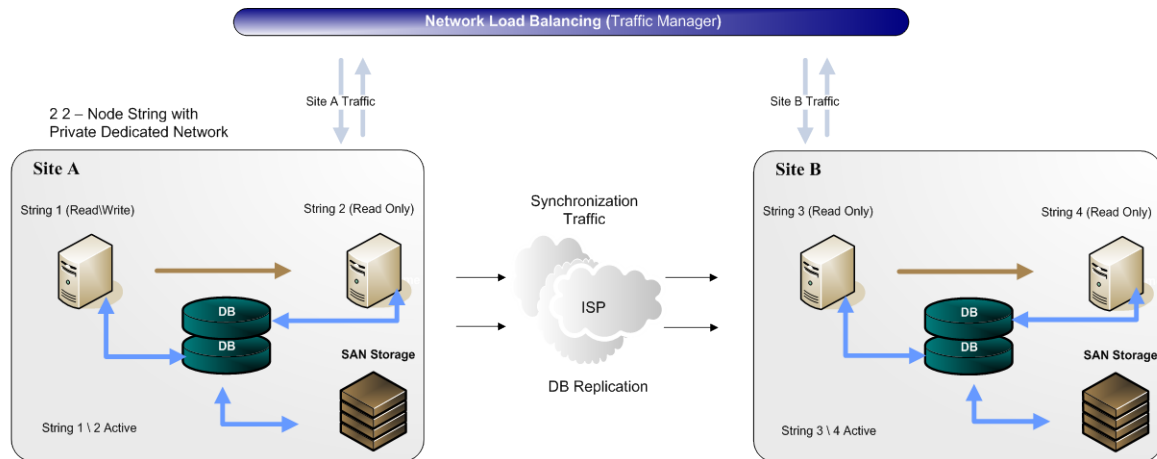 Network Load Balancing (Traffic Manager)
Site A Traffic
Site B Traffic
2 2 – Node String with
Private Dedicated Network
Site A
String 1 (Read\Write)
String 2 (Read Only)
DB
DB
SAN Storage
String 1 \ 2 Active
Synchronization
Traffic
ISP
DB Replication
Site B
String 3 (Read Only)
String 4 (Read Only)
DB
DB
SAN Storage
String 3 \ 4 Active